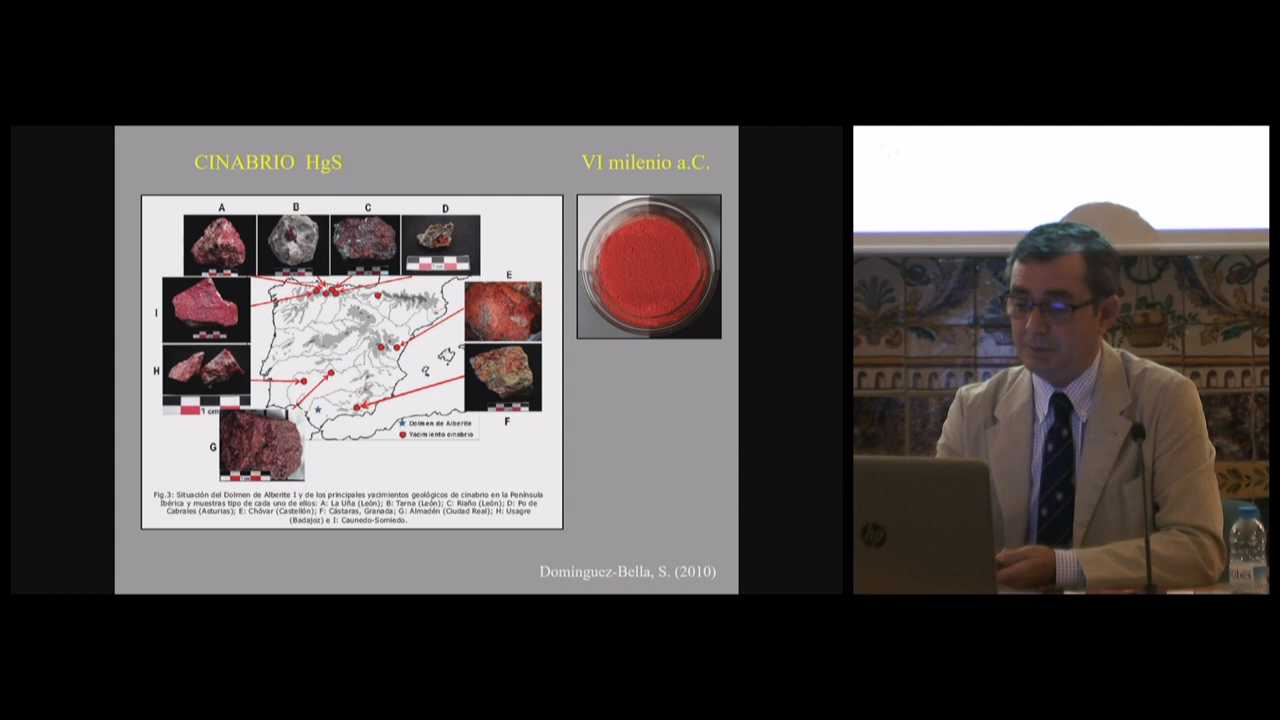 CINABRIO HgS
VI milenio a.C.
A
B
C
D
E
I
H
1 cm
G
F
Dolmen de Alberite
Yacimiento cinabrio
Fig.3: Situación del Dolmen de Alberite I y de los principales yacimientos geológicos de cinabrio en la Península
Ibérica y muestras tipo de cada uno de ellos: A: La Uña (León); B: Tarna (León); C: Riaño (León); D: Po de
Cabrales (Asturias); E: Chóvar (Castellón); F: Cástaras, Granada; G: Almadén (Ciudad Real); H: Usagre
(Badajoz) e I: Caunedo-Somiedo.
Domínguez-Bella, S. (2010)
hp
Ribes